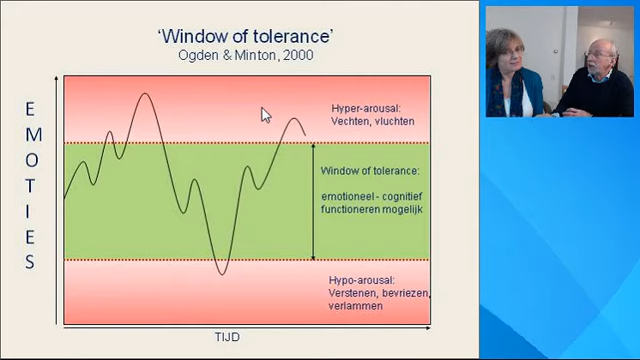 ‘Window of tolerance’
Ogden & Minton, 2000
EMOTIES
Hyper-arousal:
Vechten, vluchten
Window of tolerance:
emotioneel - cognitief
functioneren mogelijk
Hypo-arousal:
Verstenen, bevriezen,
verlammen
TIJD